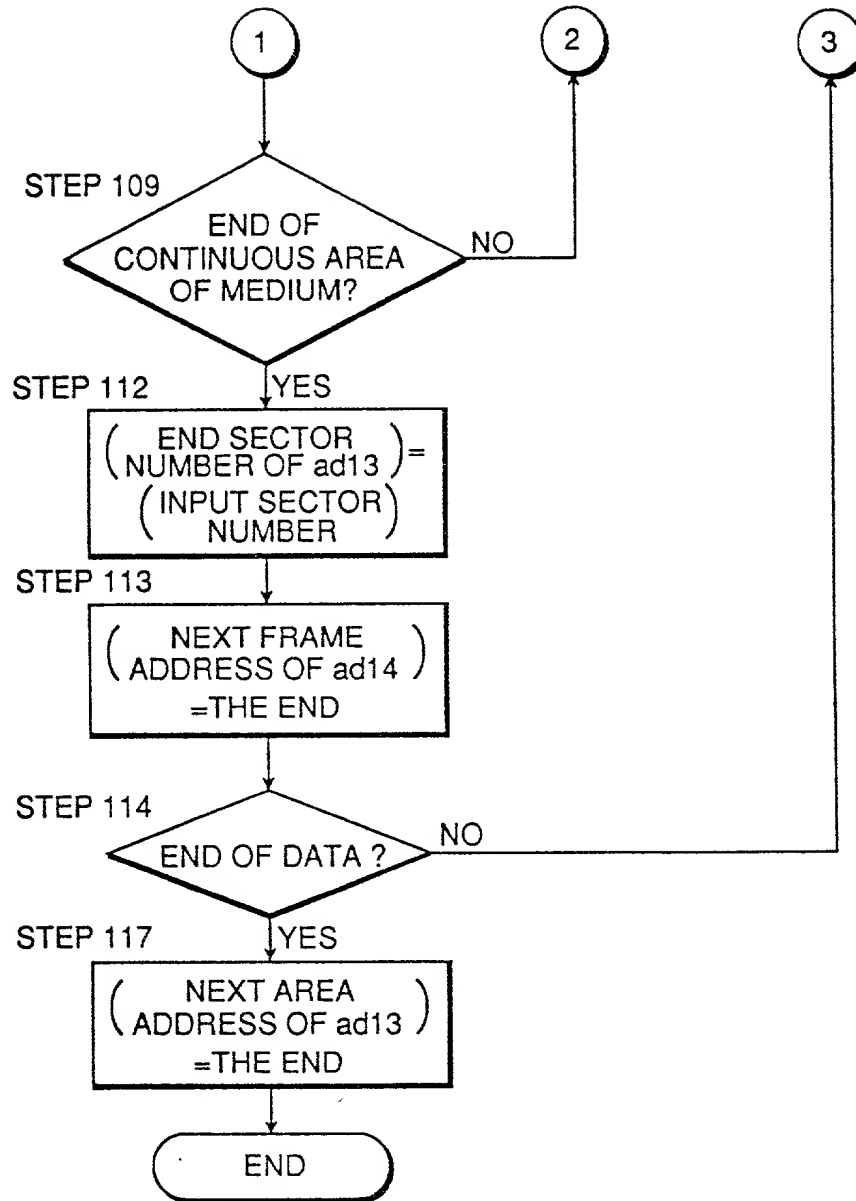 1
2
3
STEP 109
END OF
CONTINUOUS AREA
OF MEDIUM?
NO
STEP 112
YES
( END SECTOR
NUMBER OF ad13 ) =
( INPUT SECTOR
NUMBER )
STEP 113
( NEXT FRAME
ADDRESS OF ad14 )
=THE END
STEP 114
END OF DATA ?
NO
STEP 117
YES
( NEXT AREA
ADDRESS OF ad13 )
=THE END
END